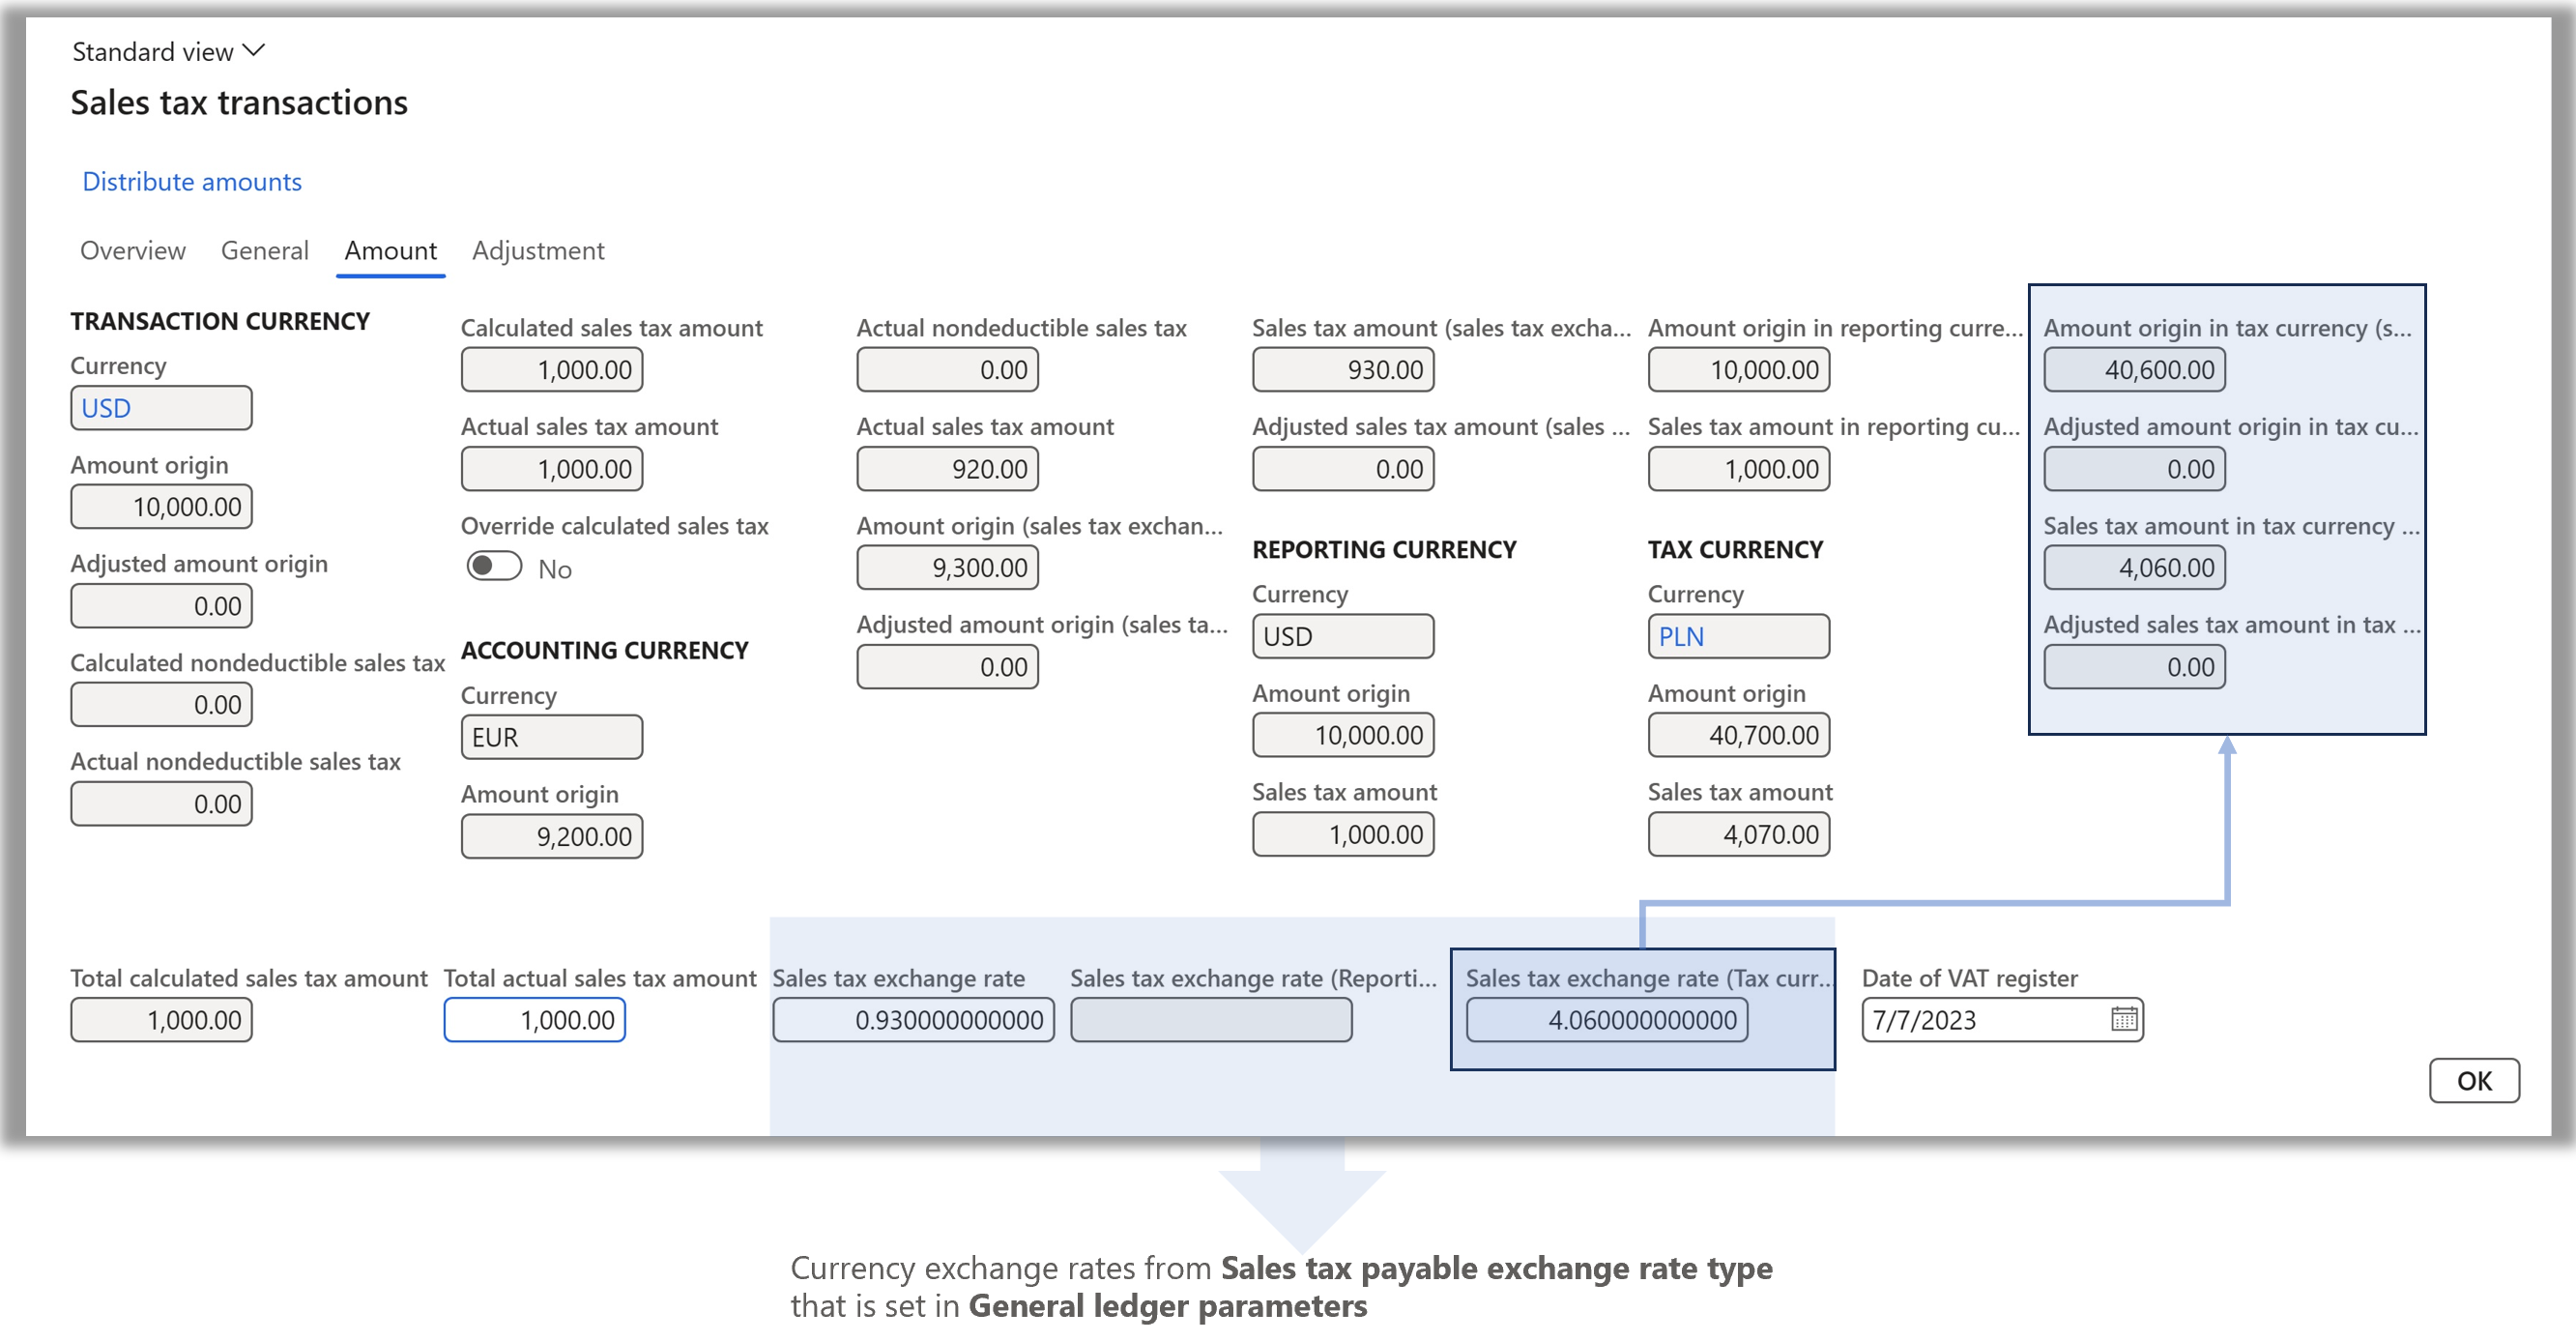 Standard view
Sales tax transactions
Distribute amounts
Overview
General
Amount
Adjustment
TRANSACTION CURRENCY
Currency
USD
Amount origin
10,000.00
Adjusted amount origin
0.00
Calculated nondeductible sales tax
0.00
Actual nondeductible sales tax
0.00
Calculated sales tax amount
1,000.00
Actual sales tax amount
1,000.00
Override calculated sales tax
No
ACCOUNTING CURRENCY
Currency
EUR
Amount origin
9,200.00
Actual nondeductible sales tax
0.00
Actual sales tax amount
920.00
Amount origin (sales tax exchan...
9,300.00
Adjusted amount origin (sales ta...
0.00
Sales tax amount (sales tax excha...
930.00
Adjusted sales tax amount (sales ...
0.00
REPORTING CURRENCY
Currency
USD
Amount origin
10,000.00
Sales tax amount
1,000.00
Amount origin in reporting curre...
10,000.00
Sales tax amount in reporting cu...
1,000.00
TAX CURRENCY
Currency
PLN
Amount origin
40,700.00
Sales tax amount
4,070.00
Amount origin in tax currency (s...
40,600.00
Adjusted amount origin in tax cu...
0.00
Sales tax amount in tax currency ...
4,060.00
Adjusted sales tax amount in tax ...
0.00
Total calculated sales tax amount
1,000.00
Total actual sales tax amount
1,000.00
Sales tax exchange rate
0.930000000000
Sales tax exchange rate (Reporti...
Sales tax exchange rate (Tax curr...
4.060000000000
Date of VAT register
7/7/2023
OK
Currency exchange rates from Sales tax payable exchange rate type
that is set in General ledger parameters